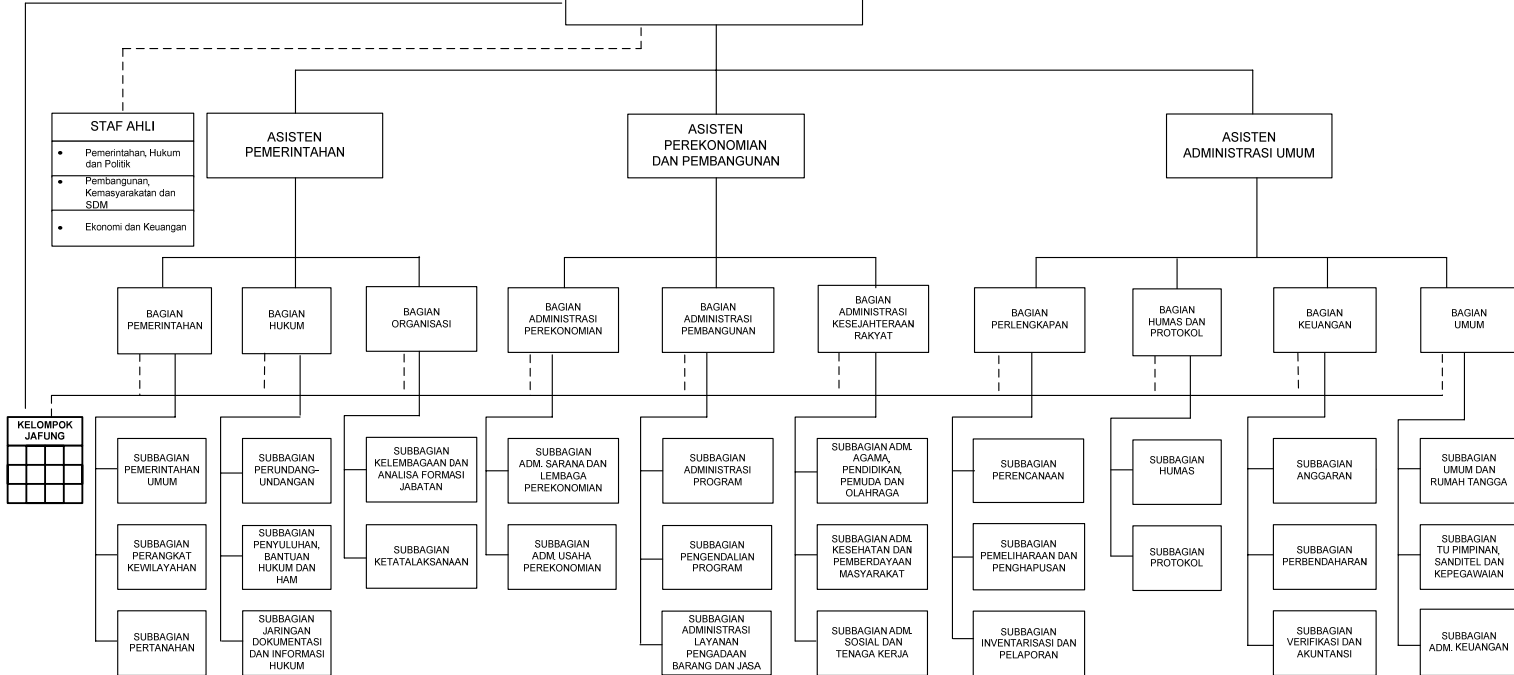 STAF AHLI
• Pemerintahan, Hukum
dan Politik
• Pembangunan,
Kemasyarakatan dan
SDM
• Ekonomi dan Keuangan
ASISTEN
PEMERINTAHAN
ASISTEN
PEREKONOMIAN
DAN PEMBANGUNAN
ASISTEN
ADMINISTRASI UMUM
BAGIAN
PEMERINTAHAN
BAGIAN
HUKUM
BAGIAN
ORGANISASI
BAGIAN
ADMINISTRASI
PEREKONOMIAN
BAGIAN
ADMINISTRASI
PEMBANGUNAN
BAGIAN
ADMINISTRASI
KESEJAHTERAAN
RAKYAT
BAGIAN
PERLENGKAPAN
BAGIAN
HUMAS DAN
PROTOKOL
BAGIAN
KEUANGAN
BAGIAN
UMUM
KELOMPOK
JAFUNG
SUBBAGIAN
PEMERINTAHAN
UMUM
SUBBAGIAN
PERUNDANG-
UNDANGAN
SUBBAGIAN
KELEMBAGAAN DAN
ANALISA FORMASI
JABATAN
SUBBAGIAN
ADM. SARANA DAN
LEMBAGA
PEREKONOMIAN
SUBBAGIAN
ADMINISTRASI
PROGRAM
SUBBAGIAN ADM.
AGAMA,
PENDIDIKAN,
PEMUDA DAN
OLAHRAGA
SUBBAGIAN
PERENCANAAN
SUBBAGIAN
HUMAS
SUBBAGIAN
ANGGARAN
SUBBAGIAN
UMUM DAN
RUMAH TANGGA
SUBBAGIAN
PERANGKAT
KEWILAYAHAN
SUBBAGIAN
PENYULUHAN,
BANTUAN
HUKUM DAN
HAM
SUBBAGIAN
KETATALAKSANAAN
SUBBAGIAN
ADM. USAHA
PEREKONOMIAN
SUBBAGIAN
PENGENDALIAN
PROGRAM
SUBBAGIAN ADM.
KESEHATAN DAN
PEMBERDAYAAN
MASYARAKAT
SUBBAGIAN
PEMELIHARAAN DAN
PENGHAPUSAN
SUBBAGIAN
PROTOKOL
SUBBAGIAN
PERBENDAHARAN
SUBBAGIAN
TU PIMPINAN,
SANDITEL DAN
KEPEGAWAIAN
SUBBAGIAN
PERTANAHAN
SUBBAGIAN
JARINGAN
DOKUMENTASI
DAN INFORMASI
HUKUM
SUBBAGIAN
ADMINISTRASI
LAYANAN
PENGADAAN
BARANG DAN JASA
SUBBAGIAN ADM.
SOSIAL DAN
TENAGA KERJA
SUBBAGIAN
INVENTARISASI DAN
PELAPORAN
SUBBAGIAN
VERIFIKASI DAN
AKUNTANSI
SUBBAGIAN
ADM. KEUANGAN